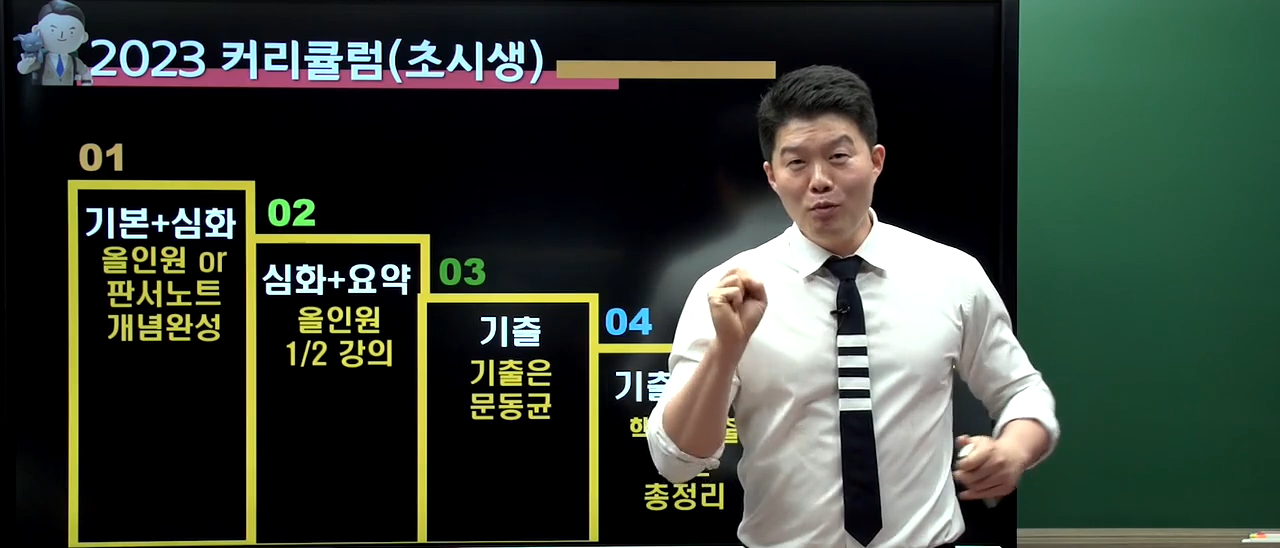 2023 커리큘럼(초시생)
01
기본+심화
올인원 or
판서노트
개념완성
02
심화+요약
올인원
1/2 강의
03
기출
기출은
문동균
04
총정리